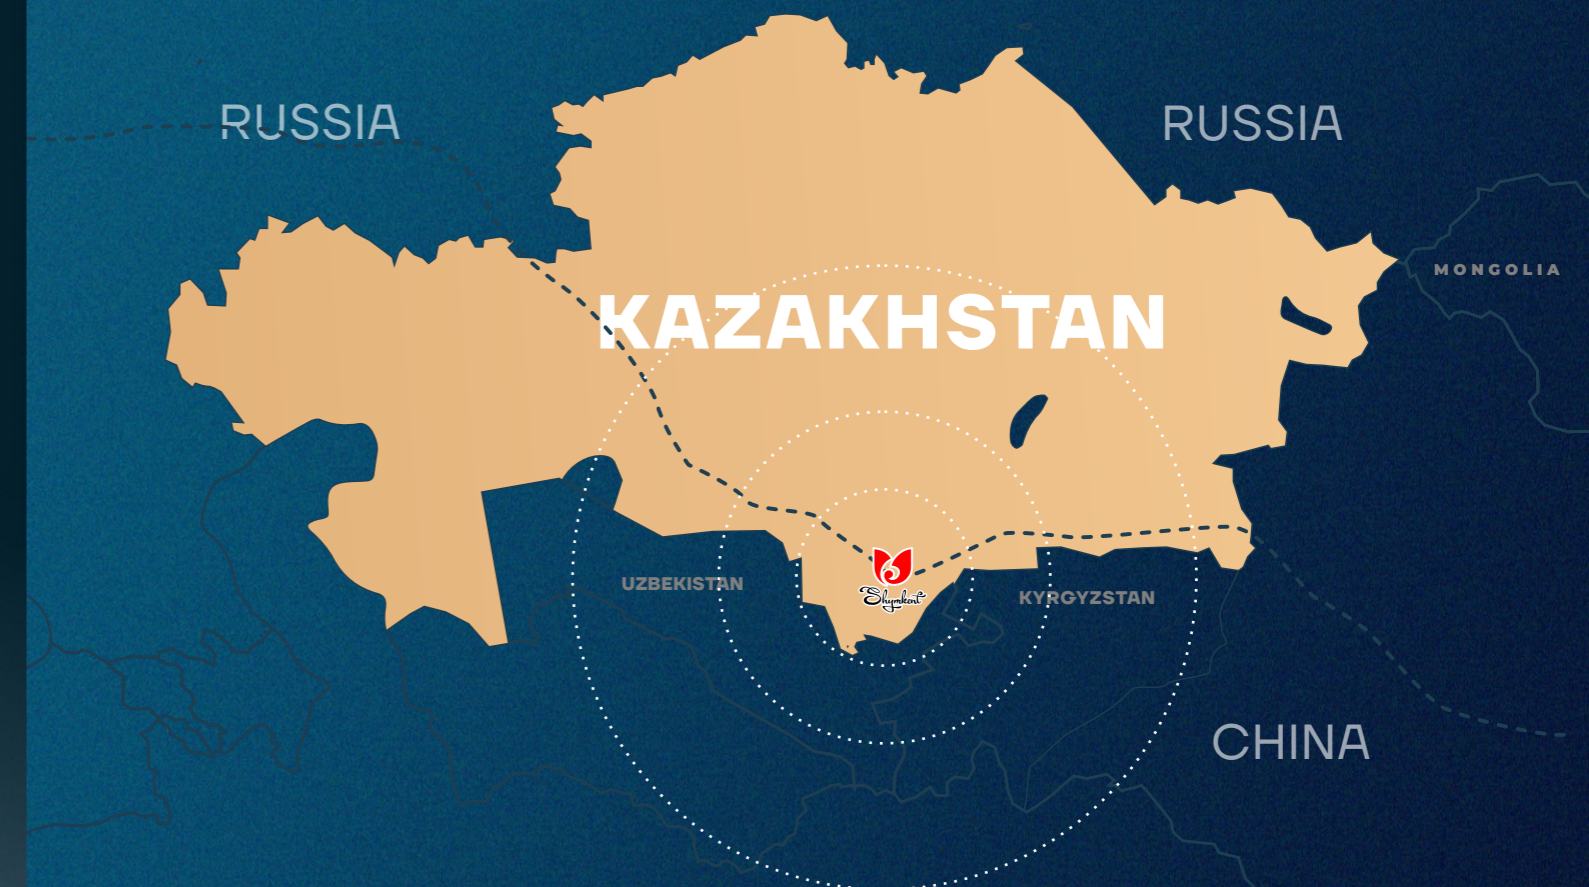 RUSSIA
RUSSIA
MONGOLIA
KAZAKHSTAN
UZBEKISTAN
Shymkent
KYRGYZSTAN
CHINA